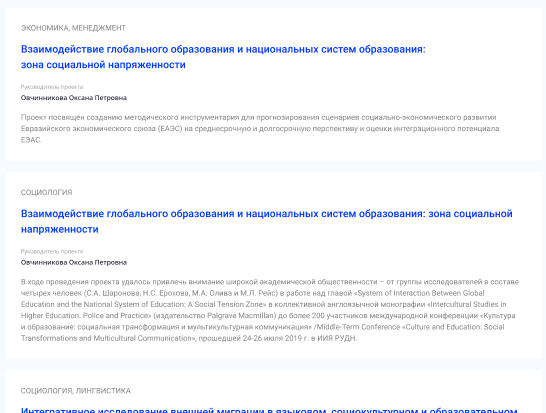 ЭКОНОМИКА, МЕНЕДЖМЕНТ
Взаимодействие глобального образования и национальных систем образования:
зона социальной напряженности
Руководитель проекта
Овчинникова Оксана Петровна
Проект посвящен созданию методического инструментария для прогнозирования сценариев социально-экономического развития
Евразийского экономического союза (ЕАЭС) на среднесрочную и долгосрочную перспективу и оценки интеграционного потенциала
ЕЭАС.
СОЦИОЛОГИЯ
Взаимодействие глобального образования и национальных систем образования: зона социальной
напряженности
Руководитель проекта
Овчинникова Оксана Петровна
В ходе проведения проекта удалось привлечь внимание широкой академической общественности – от группы исследователей в составе
четырех человек (С.А. Шаронова, Н.С. Ерохова, М.А. Олива и М.Л. Рейс) в работе над главой «System of Interaction Between Global
Education and the National System of Education: A Social Tension Zone» в коллективной англоязычной монографии «Intercultural Studies in
Higher Education. Police and Practice» (издательство Palgrave Macmillan) до более 200 участников международной конференции «Культура
и образование: социальная трансформация и мультикультурная коммуникация» /Middle-Term Conference «Culture and Education: Social
Transformations and Multicultural Communication», прошедшей 24-26 июля 2019 г. в ИИЯ РУДН.
СОЦИОЛОГИЯ, ЛИНГВИСТИКА
Интегративное исследование внешней миграции в языковом, социокультурном и образовательном